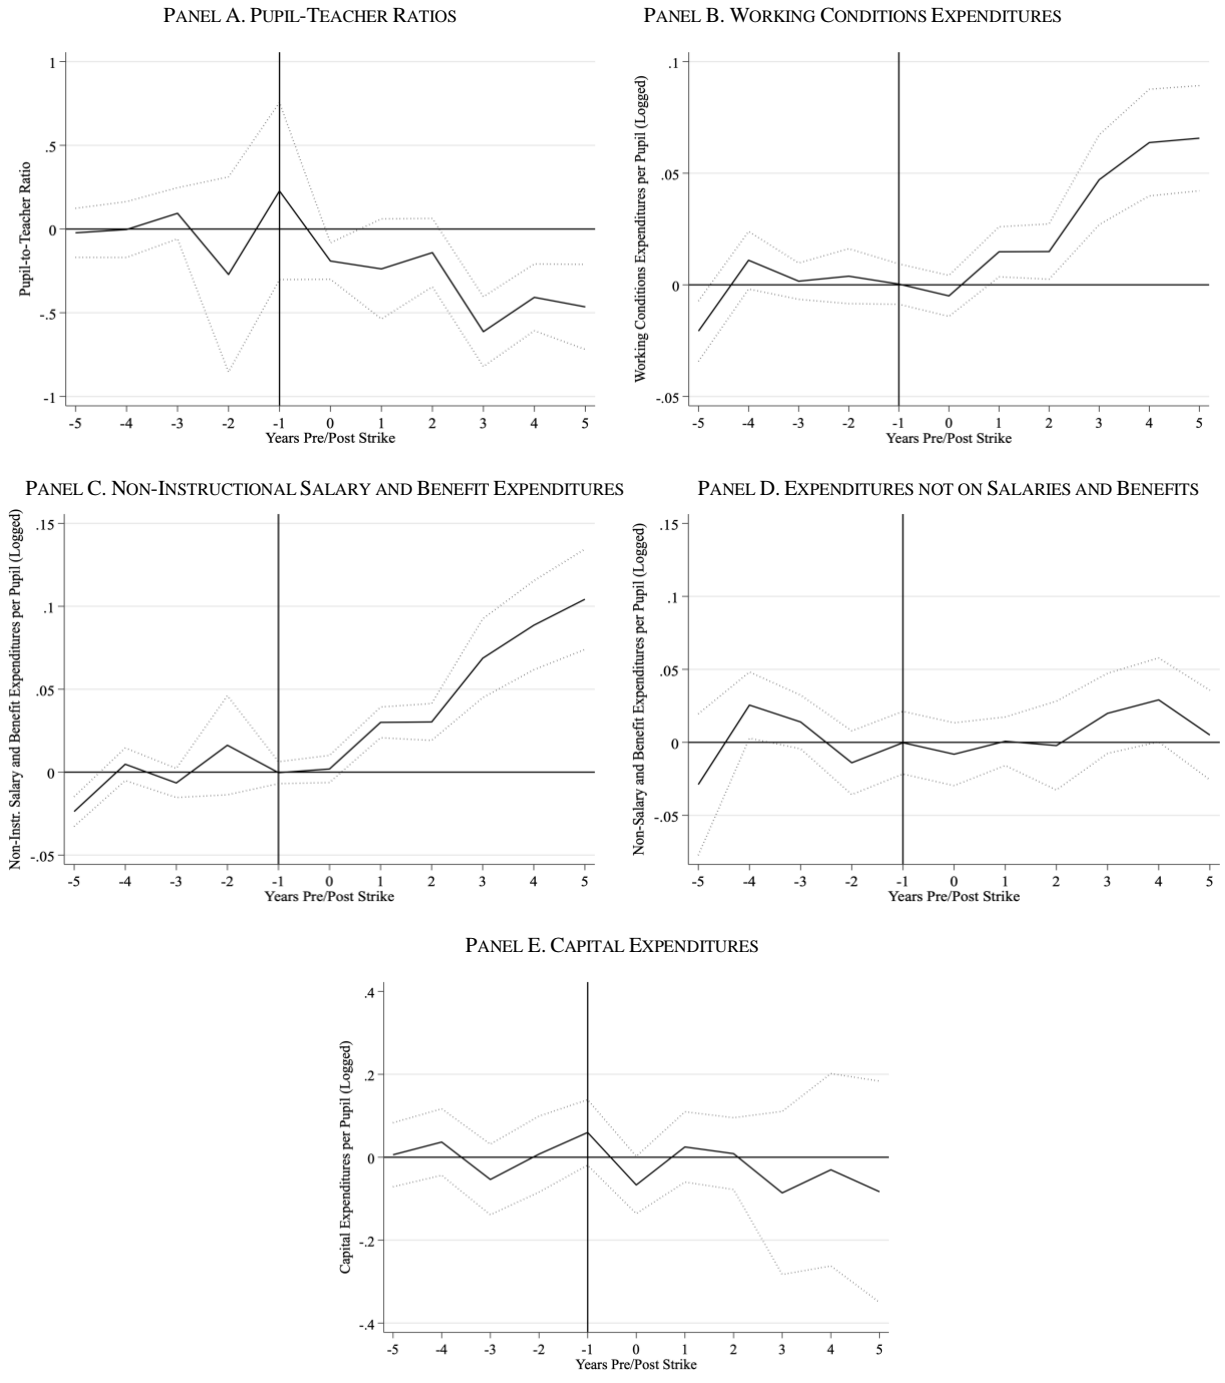 PANEL A. PUPIL-TEACHER RATIOS
Pupil-to-Teacher Ratio
1
.5
0
-.5
-1
-5 -4 -3 -2 -1 0 1 2 3 4 5
Years Pre/Post Strike
PANEL B. WORKING CONDITIONS EXPENDITURES
Working Conditions Expenditures per Pupil (Logged)
.1
.05
0
-.05
-5 -4 -3 -2 -1 0 1 2 3 4 5
Years Pre/Post Strike
PANEL C. NON-INSTRUCTIONAL SALARY AND BENEFIT EXPENDITURES
Non-Instr. Salary and Benefit Expenditures per Pupil (Logged)
.15
.1
.05
0
-.05
-5 -4 -3 -2 -1 0 1 2 3 4 5
Years Pre/Post Strike
PANEL D. EXPENDITURES NOT ON SALARIES AND BENEFITS
Non-Salary and Benefit Expenditures per Pupil (Logged)
.15
.1
.05
0
-.05
-5 -4 -3 -2 -1 0 1 2 3 4 5
Years Pre/Post Strike
PANEL E. CAPITAL EXPENDITURES
Capital Expenditures per Pupil (Logged)
.4
.2
0
-.2
-.4
-5 -4 -3 -2 -1 0 1 2 3 4 5
Years Pre/Post Strike